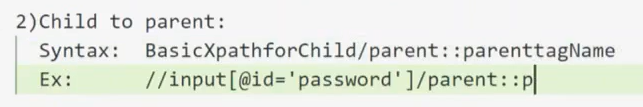 2)Child to parent:
Syntax: BasicXpathforChild/parent::parenttagName
Ex: //input[@id='password']/parent::p